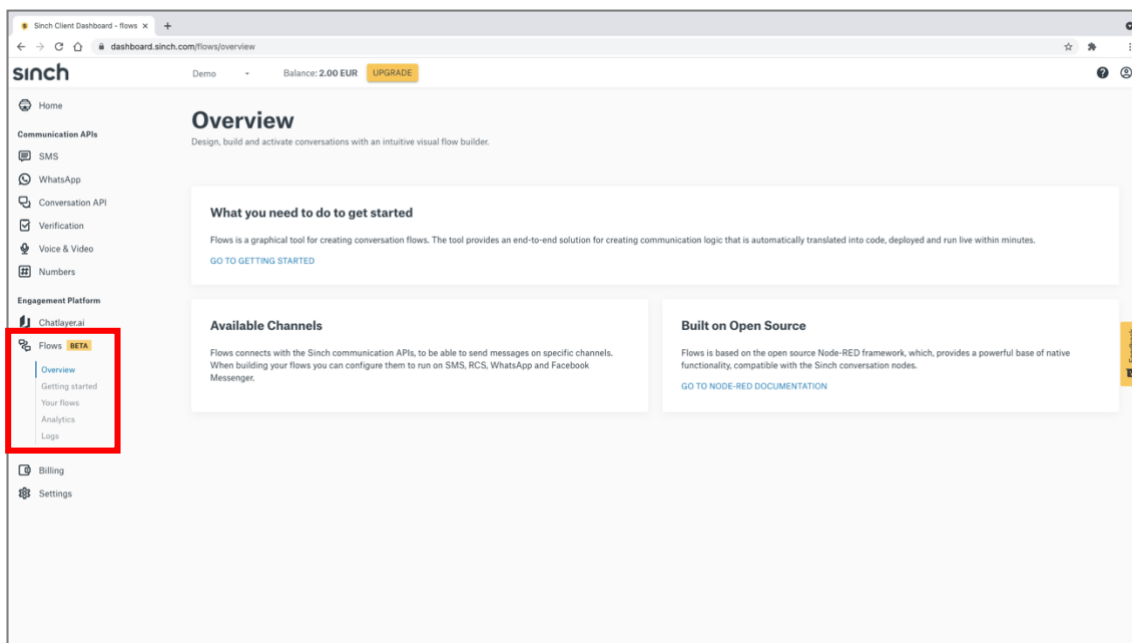 Sinch Client Dashboard - flows
dashboard.sinch.com/flows/overview
sinch
Demo
Balance: 2.00 EUR
UPGRADE
Home
Communication APIs
SMS
WhatsApp
Conversation API
Verification
Voice & Video
Numbers
Engagement Platform
Chatlayer.ai
Flows BETA
Overview
Getting started
Your flows
Analytics
Logs
Billing
Settings
Overview
Design, build and activate conversations with an intuitive visual flow builder.
What you need to do to get started
Flows is a graphical tool for creating conversation flows. The tool provides an end-to-end solution for creating communication logic that is automatically translated into code, deployed and run live within minutes.
GO TO GETTING STARTED
Available Channels
Flows connects with the Sinch communication APIs, to be able to send messages on specific channels.
When building your flows you can configure them to run on SMS, RCS, WhatsApp and Facebook
Messenger.
Built on Open Source
Flows is based on the open source Node-RED framework, which, provides a powerful base of native
functionality, compatible with the Sinch conversation nodes.
GO TO NODE-RED DOCUMENTATION